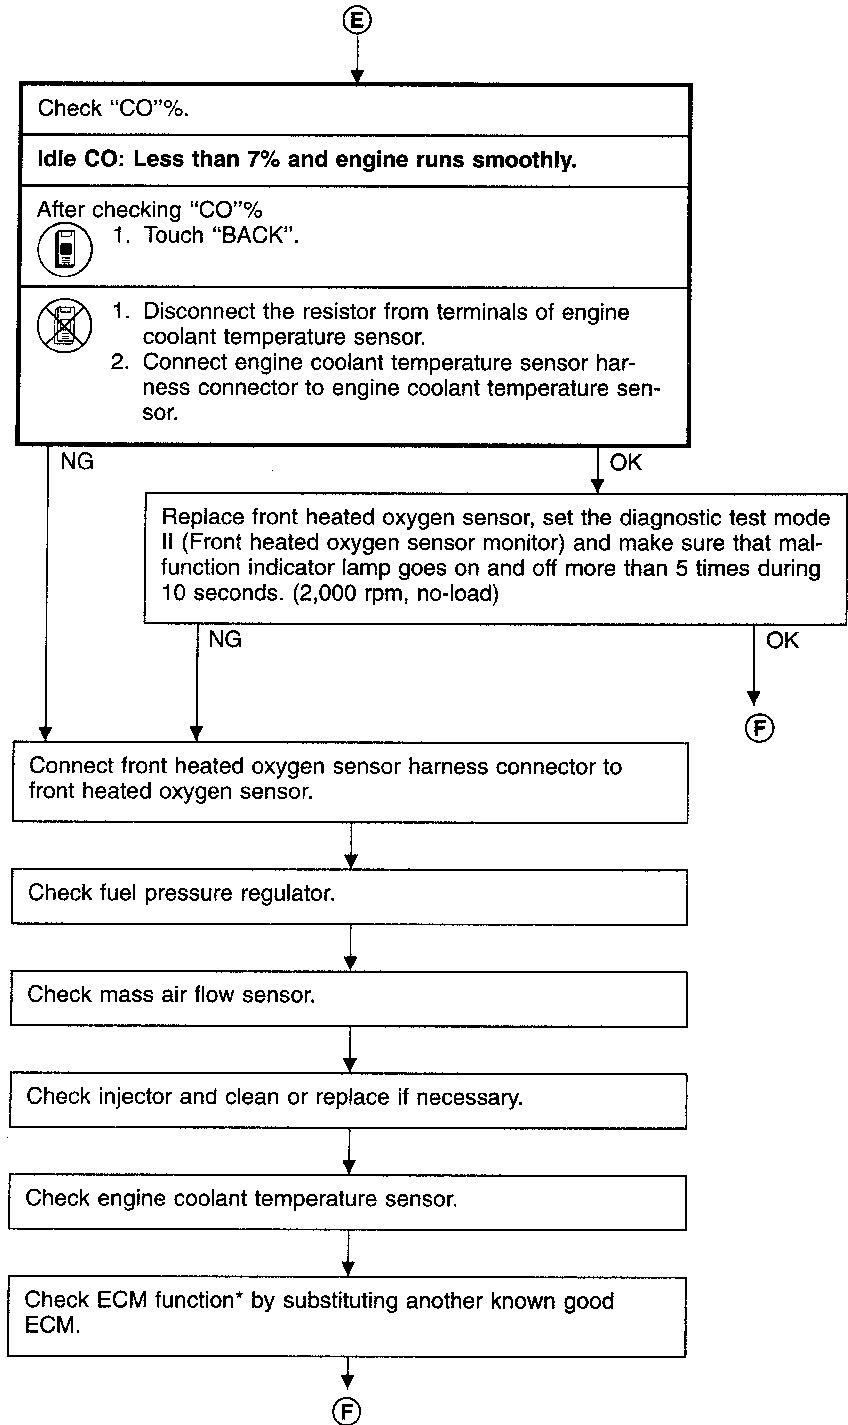 E
Check "CO"%.
Idle CO: Less than 7% and engine runs smoothly.
After checking "CO"%
1. Touch "BACK".
1. Disconnect the resistor from terminals of engine
coolant temperature sensor.
2. Connect engine coolant temperature sensor har-
ness connector to engine coolant temperature sen-
sor.
NG
OK
Replace front heated oxygen sensor, set the diagnostic test mode
II (Front heated oxygen sensor monitor) and make sure that mal-
function indicator lamp goes on and off more than 5 times during
10 seconds. (2,000 rpm, no-load)
NG
OK
F
Connect front heated oxygen sensor harness connector to
front heated oxygen sensor.
Check fuel pressure regulator.
Check mass air flow sensor.
Check injector and clean or replace if necessary.
Check engine coolant temperature sensor.
Check ECM function* by substituting another known good
ECM.
F